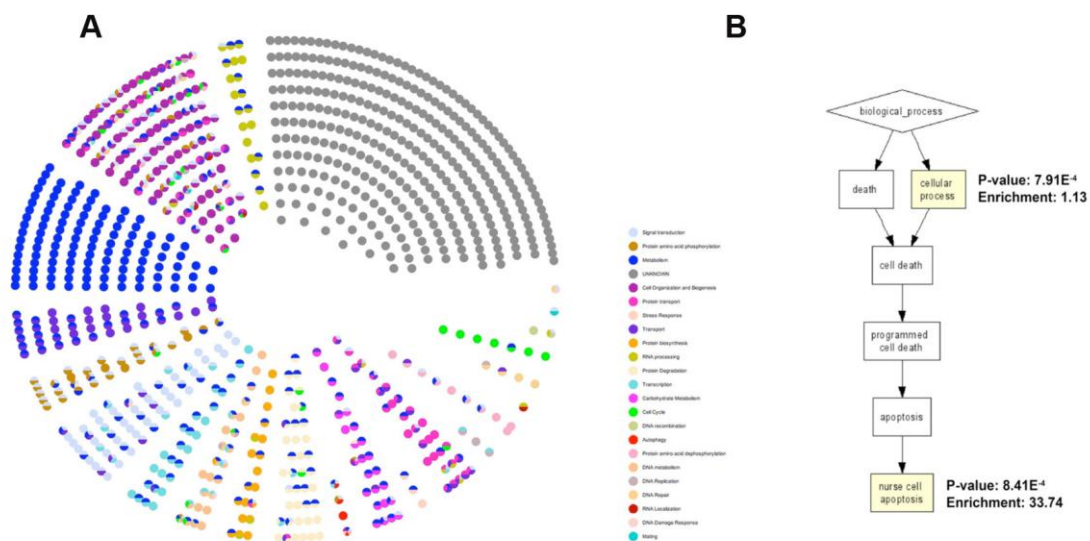 A
B
Signal transduction
Protein amino acid phosphorylation
Metabolism
UNKNOWN
Cell Organization and Biogenesis
Protein transport
Stress Response
Transport
Protein biosynthesis
RNA processing
Protein Degradation
Transcription
Carbohydrate Metabolism
Cell Cycle
DNA recombination
Autophagy
Protein amino acid dephosphorylation
DNA metabolism
DNA Replication
DNA Repair
RNA Localization
DNA Damage Response
Mating
biological_process
death
cellular
process
P-value: 7.91E-4
Enrichment: 1.13
cell death
programmed
cell death
apoptosis
nurse cell
apoptosis
P-value: 8.41E-4
Enrichment: 33.74